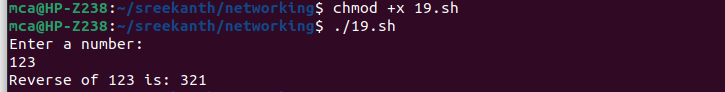 mca@HP-Z238:~/sreekanth/networking$ chmod +x 19.sh
mca@HP-Z238:~/sreekanth/networking$ ./19.sh
Enter a number:
123
Reverse of 123 is: 321